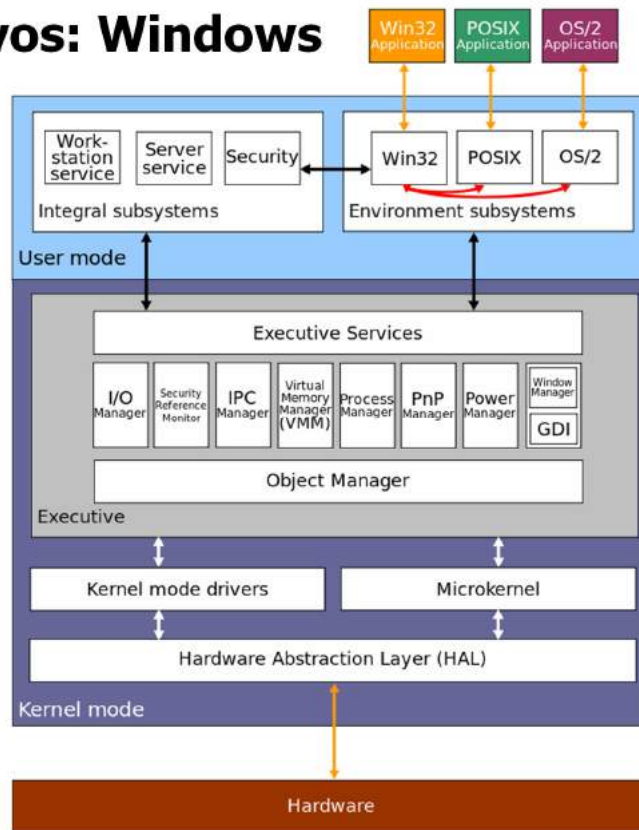 yos: Windows
Win32
Application
POSIX
Application
OS/2
Application
Work-
station
service
Server
service
Security
Integral subsystems
Win32
POSIX
OS/2
Environment subsystems
User mode
Executive Services
I/O
Manager
Security
Reference
Monitor
IPC
Manager
Virtual
Memory
Manager
(VMM)
Process
Manager
PnP
Manager
Power
Manager
Window
Manager
GDI
Object Manager
Executive
Kernel mode drivers
Microkernel
Hardware Abstraction Layer (HAL)
Kernel mode
Hardware